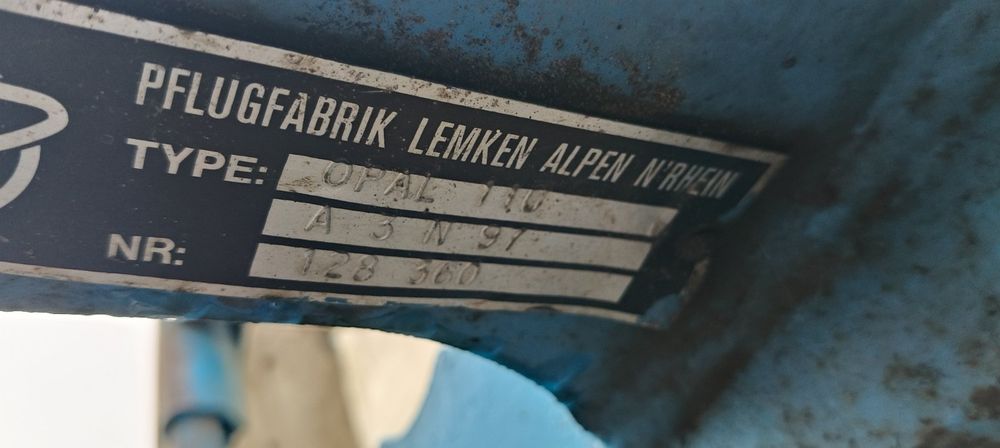 PFLUGFABRIK LEMKEN ALPEN N'RHEIN
TYPE: OPAL 110
A 3 N 97
NR: 128 360